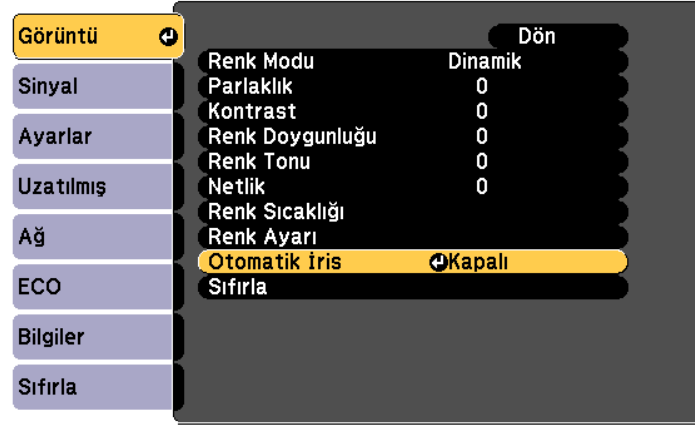 Görüntü
Sinyal
Ayarlar
Uzatılmış
Ağ
ECO
Bilgiler
Sıfırla
Dön
Renk Modu Dinamik
Parlaklık 0
Kontrast 0
Renk Doygunluğu 0
Renk Tonu 0
Netlik 0
Renk Sıcaklığı
Renk Ayarı
Otomatik İris Kapalı
Sıfırla